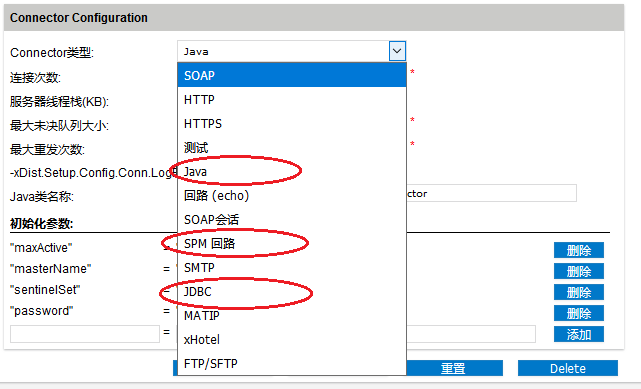 Connector Configuration
Connector类型:
Java
连接次数:
*
服务器线程栈(KB):
最大未决队列大小:
*
最大重发次数:
*
-xDist.Setup.Config.Conn.Log
Java类名称:
ctor
SOAP
HTTP
HTTPS
测试
Java
回路 (echo)
SOAP会话
SPM 回路
SMTP
JDBC
MATIP
xHotel
FTP/SFTP
初始化参数:
"maxActive" = "
删除
"masterName" = "
删除
"sentinelSet" = "
删除
"password" = "
删除
=
添加
重置
Delete